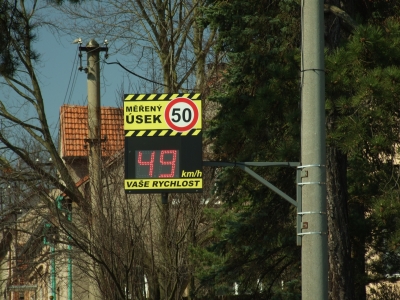 MĚŘENÝ
ÚSEK 50
49 km/h
VAŠE RYCHLOST